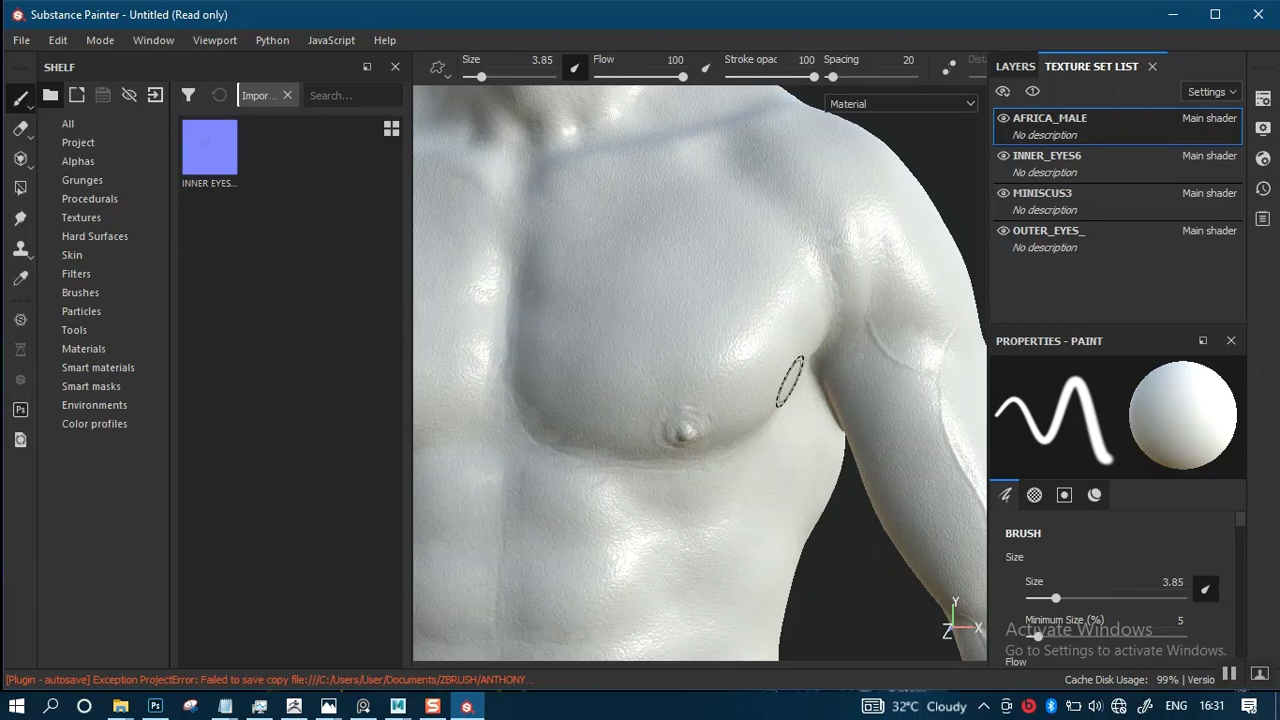 Substance Painter - Untitled (Read only)
File Edit Mode Window Viewport Python JavaScript Help
SHELF
Size 3.85 Flow 100 Stroke opac 100 Spacing 20
LAYERS TEXTURE SET LIST
Impor... Search...
Material
Settings
All
Project
Alphas
Grunges
Procedurals
Textures
Hard Surfaces
Skin
Filters
Brushes
Particles
Tools
Materials
Smart materials
Smart masks
Environments
Color profiles
INNER EYES...
AFRICA_MALE Main shader
No description
INNER_EYES6 Main shader
No description
MINISCUS3 Main shader
No description
OUTER_EYES_ Main shader
No description
PROPERTIES - PAINT
BRUSH
Size
Size 3.85
Minimum Size (%) 5
Flow
Y
Z X
Activate Windows
Go to Settings to activate Windows.
[Plugin - autosave] Exception ProjectError: Failed to save copy file:///C:/Users/User/Documents/ZBRUSH/ANTHONY...
Cache Disk Usage: 99% | Versio
Ps
32°C Cloudy ENG 16:31